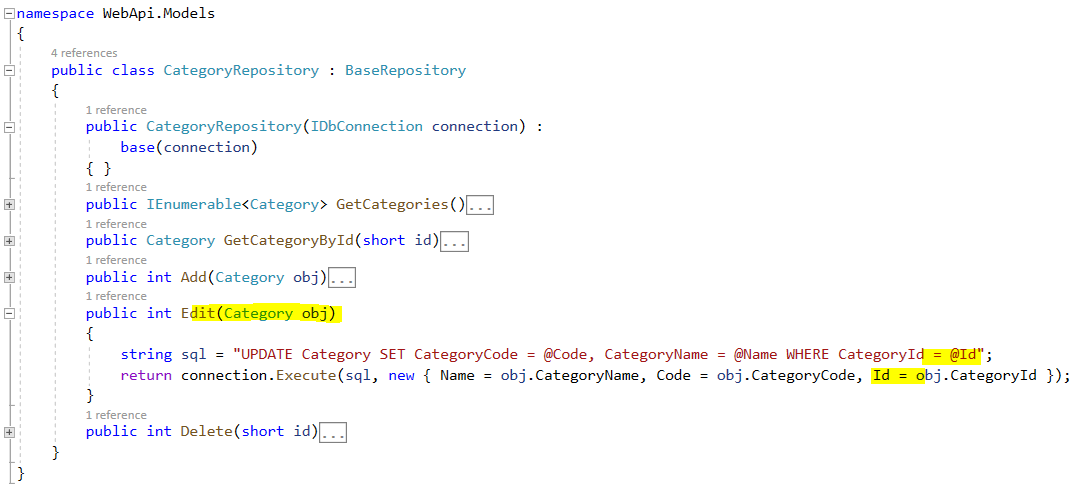 namespace WebApi.Models
{
4 references
public class CategoryRepository : BaseRepository
{
1 reference
public CategoryRepository(IDbConnection connection) :
base(connection)
{ }
1 reference
public IEnumerable<Category> GetCategories()...
1 reference
public Category GetCategoryById(short id)...
1 reference
public int Add(Category obj)...
1 reference
public int Edit(Category obj)
{
string sql = "UPDATE Category SET CategoryCode = @Code, CategoryName = @Name WHERE CategoryId = @Id";
return connection.Execute(sql, new { Name = obj.CategoryName, Code = obj.CategoryCode, Id = obj.CategoryId });
}
1 reference
public int Delete(short id)...
}
}